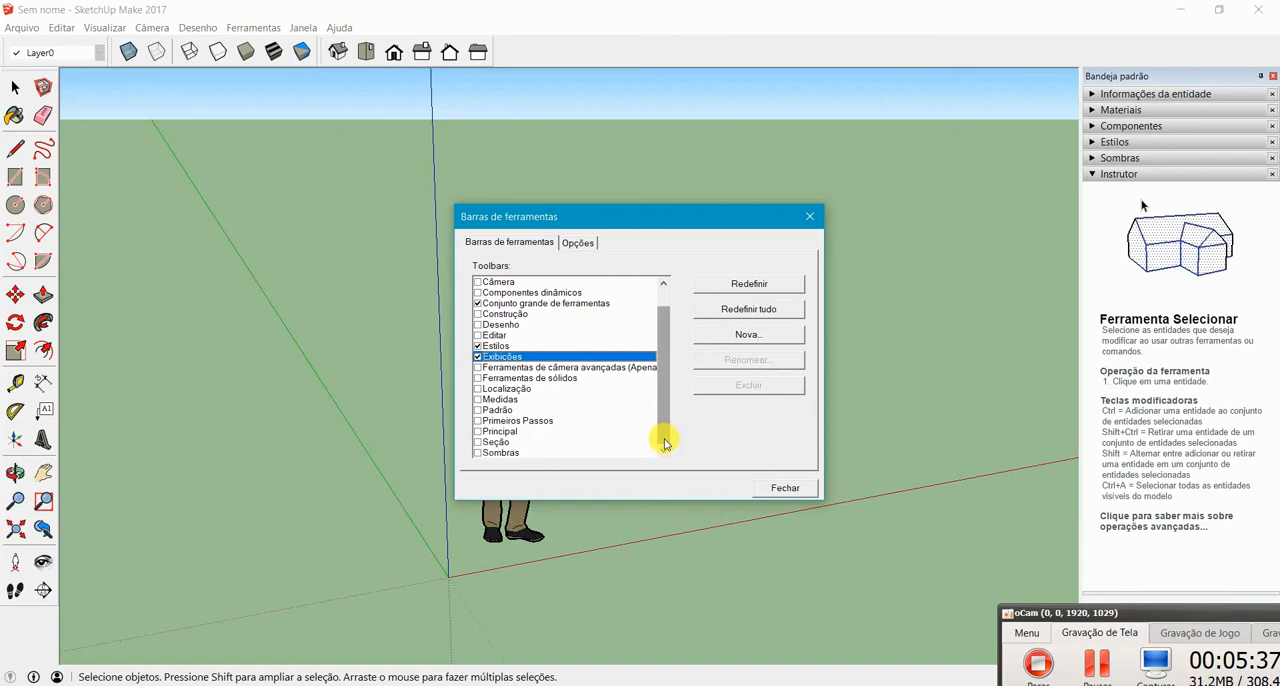 Sem nome - SketchUp Make 2017
Arquivo Editar Visualizar Câmera Desenho Ferramentas Janela Ajuda
Layer0
Bandeja padrão
Informações da entidade
Materiais
Componentes
Estilos
Sombras
Instrutor
Barras de ferramentas
Barras de ferramentas Opções
Toolbars:
Câmera
Componentes dinâmicos
Conjunto grande de ferramentas
Construção
Desenho
Editar
Estilos
Exibições
Ferramentas de câmera avançadas (Apena
Ferramentas de sólidos
Localização
Medidas
Padrão
Primeiros Passos
Principal
Seção
Sombras
Redefinir
Redefinir tudo
Nova...
Renomear...
Excluir
Fechar
Ferramenta Selecionar
Selecione as entidades que deseja
modificar ao usar outras ferramentas ou
comandos.
Operação da ferramenta
1. Clique em uma entidade.
Teclas modificadoras
Ctrl = Adicionar uma entidade ao conjunto
de entidades selecionadas
Shift+Ctrl = Retirar uma entidade de um
conjunto de entidades selecionadas
Shift = Alternar entre adicionar ou retirar
uma entidade em um conjunto de
entidades selecionadas
Ctrl+A = Selecionar todas as entidades
visíveis do modelo
Clique para saber mais sobre
operações avançadas...
A1
oCam (0, 0, 1920, 1029)
Menu Gravação de Tela Gravação de Jogo Gra
00:05:37
31.2MB / 308.4
Selecione objetos. Pressione Shift para ampliar a seleção. Arraste o mouse para fazer múltiplas seleções.